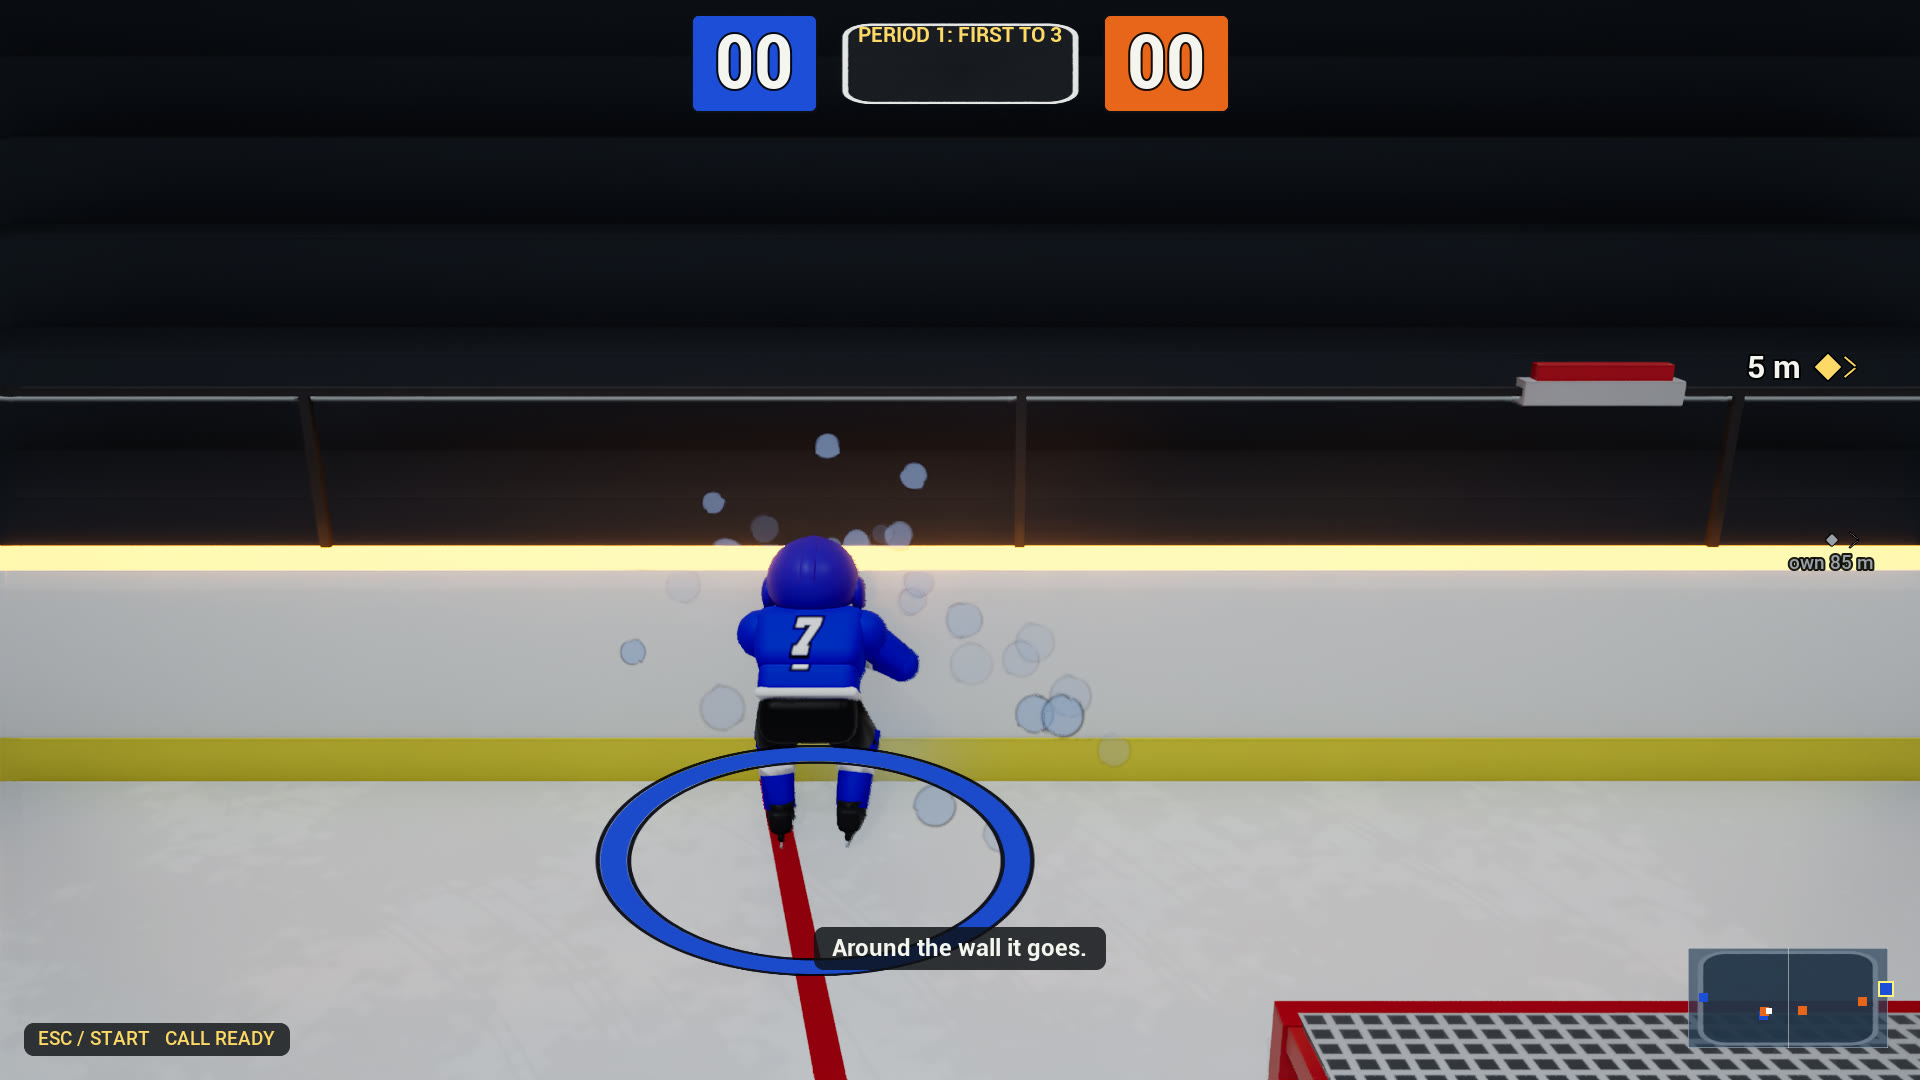 00
PERIOD 1: FIRST TO 3
00
5 m
own 85 m
7
Around the wall it goes.
ESC / START CALL READY